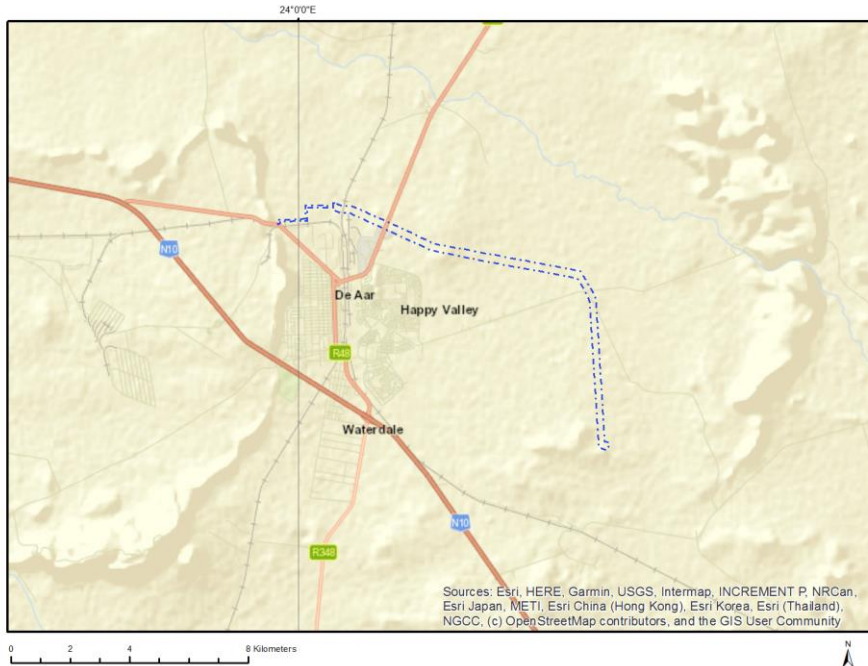 24°0'0"E
N10
De Aar
Happy Valley
R48
Waterdale
N10
R348
Sources: Esri, HERE, Garmin, USGS, Intermap, INCREMENT P, NRCan,
Esri Japan, METI, Esri China (Hong Kong), Esri Korea, Esri (Thailand),
NGCC, (c) OpenStreetMap contributors, and the GIS User Community
0 2 4 8 Kilometers
N